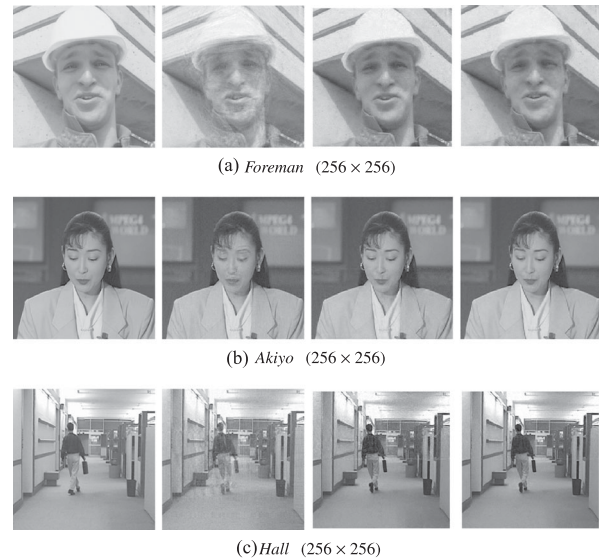 (a) Foreman (256 × 256)
MPEG4
WORLD
MPEG4
WORLD
MPEG4
WORLD
MPEG4
WORLD
(b) Akiyo (256 × 256)
(c)Hall (256 × 256)